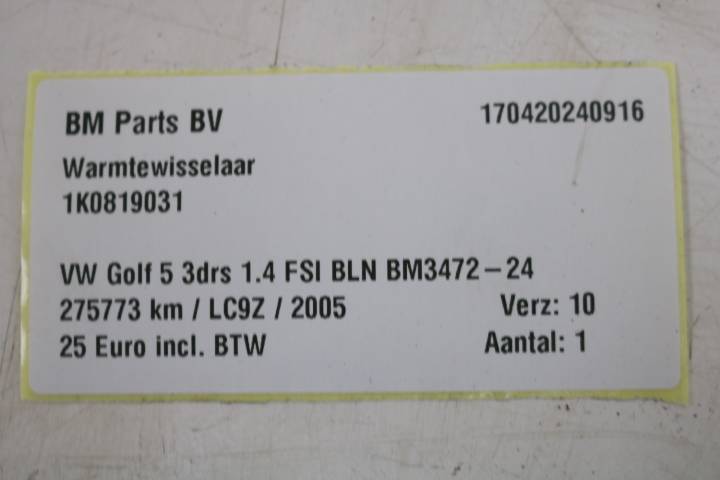 BM Parts BV 170420240916
Warmtewisselaar
1K0819031
VW Golf 5 3drs 1.4 FSI BLN BM3472-24
275773 km / LC9Z / 2005 Verz: 10
25 Euro incl. BTW Aantal: 1